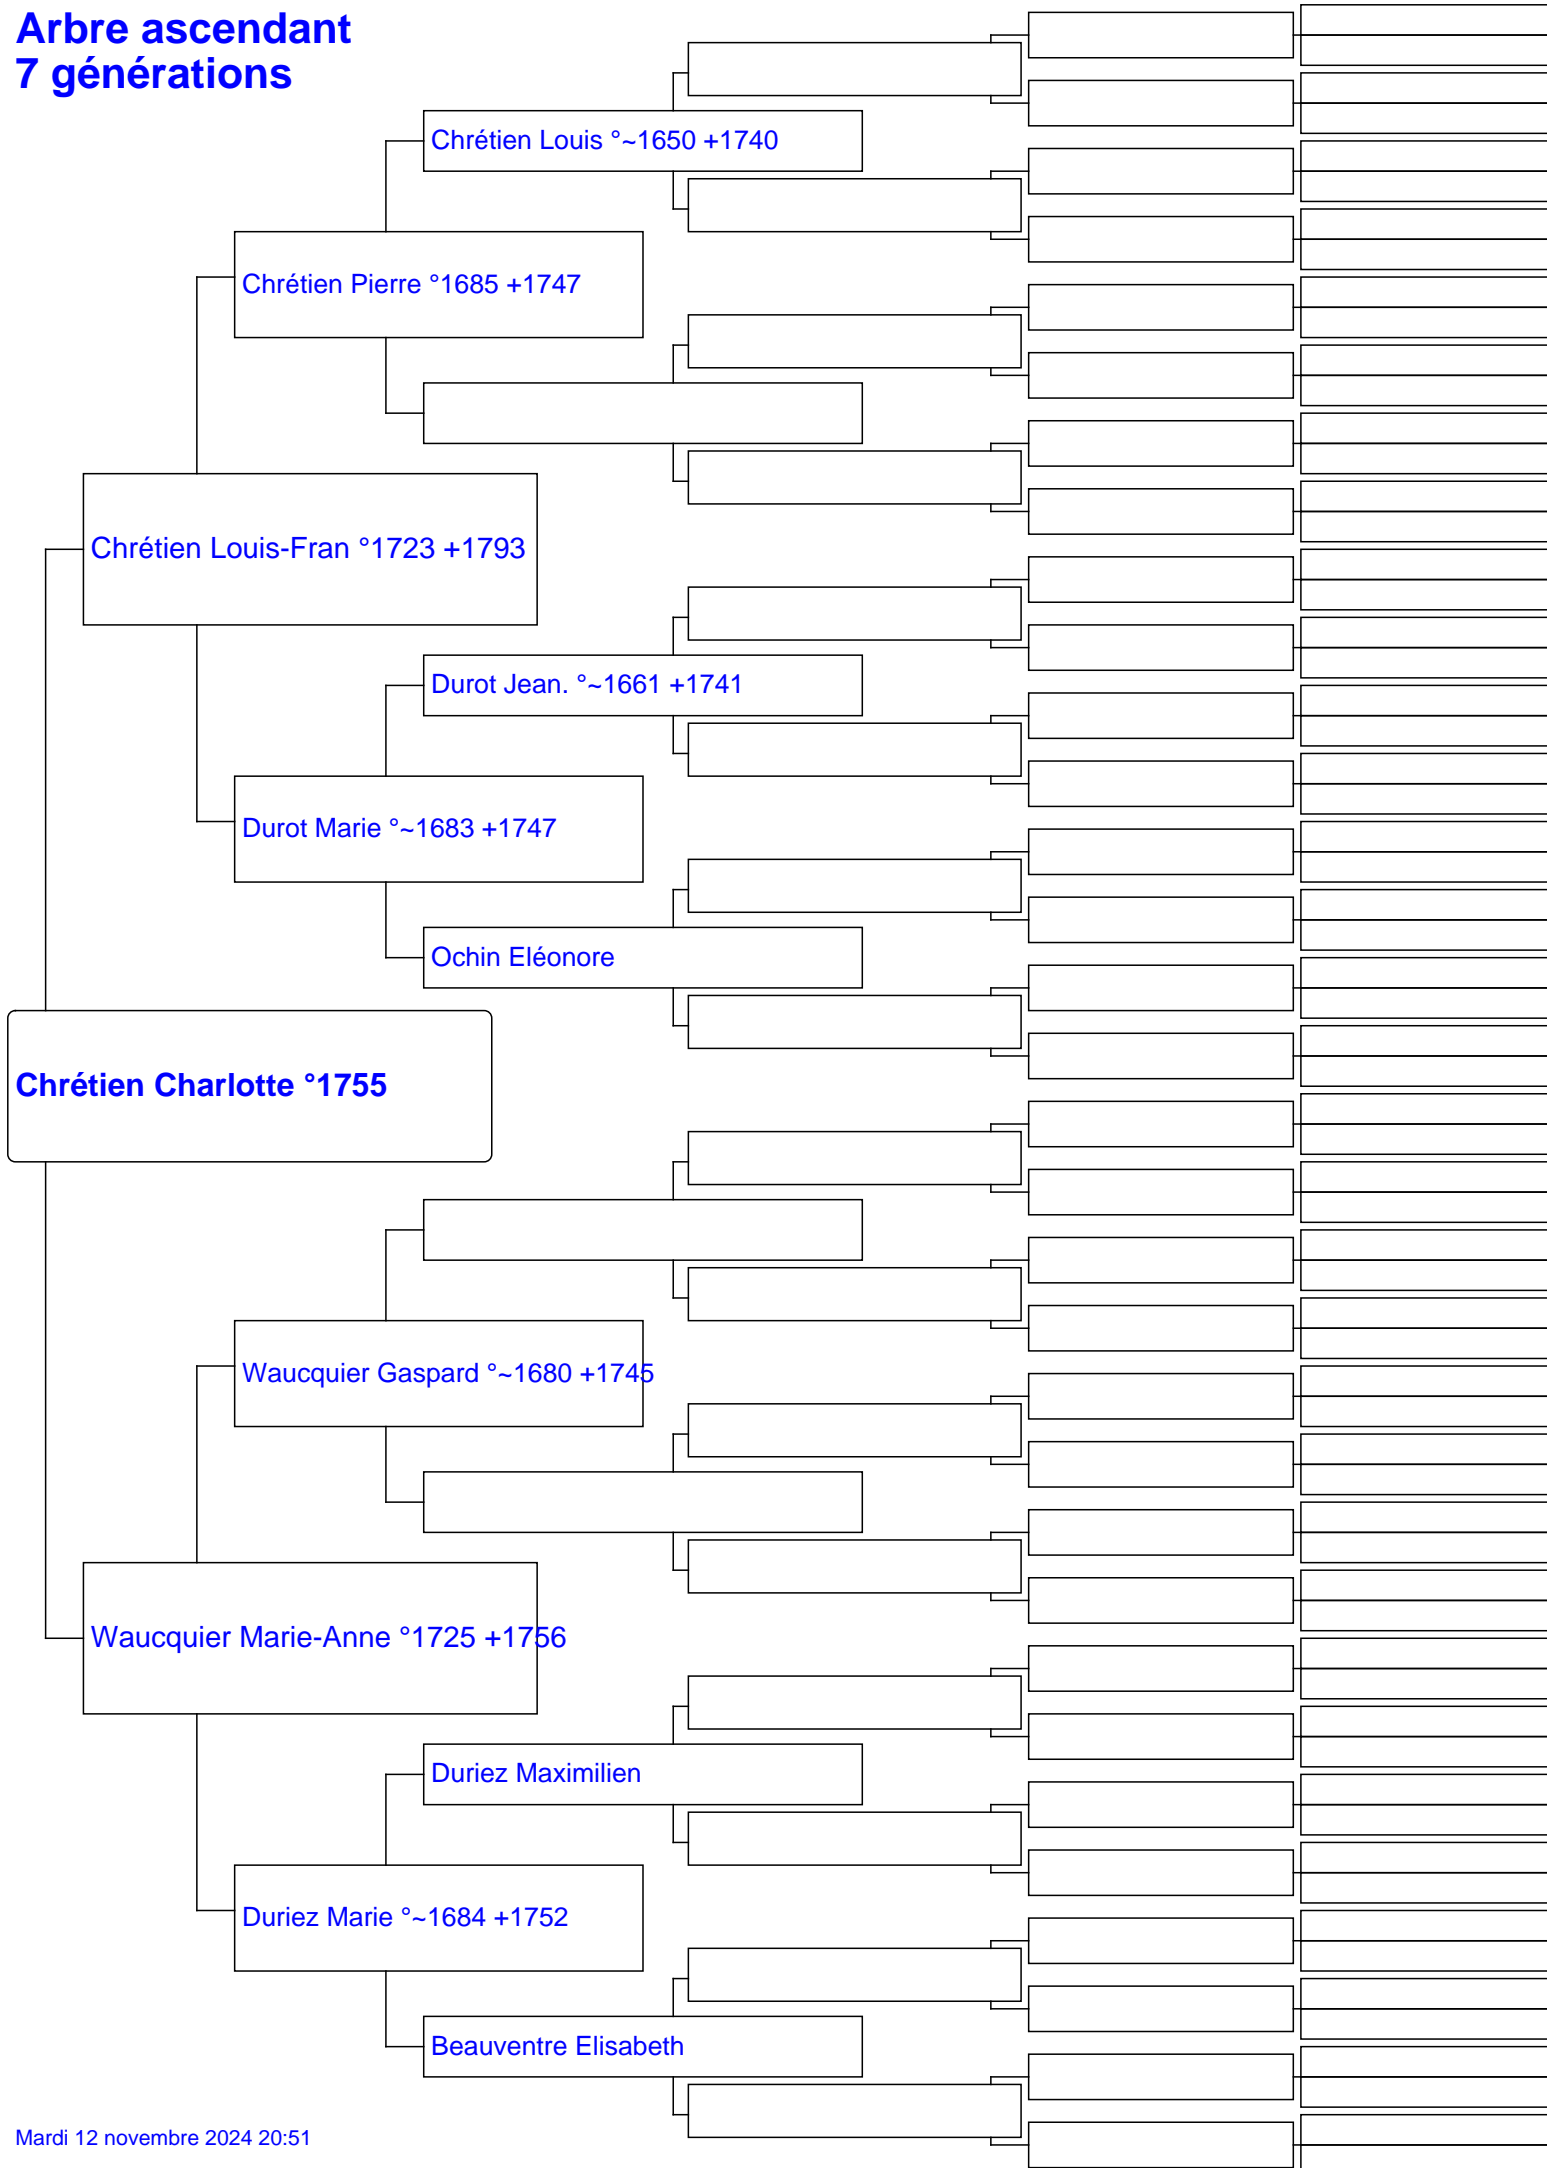 Arbre ascendant
7 générations
Chrétien Louis °~1650 +1740
Chrétien Pierre °1685 +1747
Chrétien Louis-Fran °1723 +1793
Durot Jean. °~1661 +1741
Durot Marie °~1683 +1747
Ochin Eléonore
Chrétien Charlotte °1755
Waucquier Gaspard °~1680 +1745
Waucquier Marie-Anne °1725 +1756
Duriez Maximilien
Duriez Marie °~1684 +1752
Beauventre Elisabeth
Mardi 12 novembre 2024 20:51